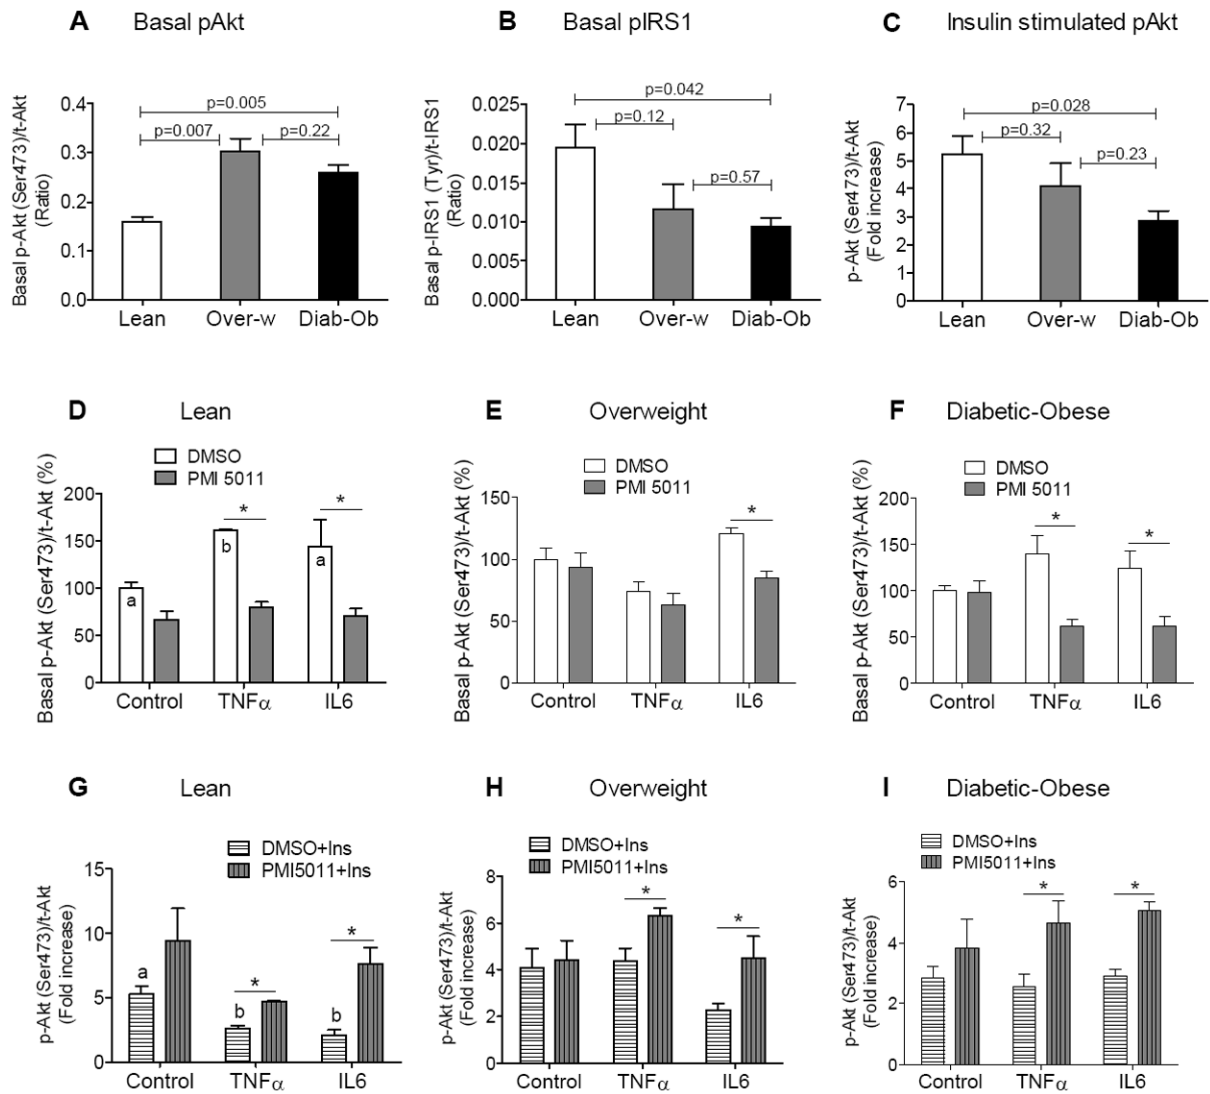 A Basal pAkt
Basal p-Akt (Ser473)/t-Akt
(Ratio)
0.4
0.3
0.2
0.1
0.0
p=0.005
p=0.007
p=0.22
Lean Over-w Diab-Ob
B Basal pIRS1
Basal p-IRS1 (Tyr)/t-IRS1
(Ratio)
0.025
0.020
0.015
0.010
0.005
0.000
p=0.042
p=0.12
p=0.57
Lean Over-w Diab-Ob
C Insulin stimulated pAkt
p-Akt (Ser473)/t-Akt
(Fold increase)
7
6
5
4
3
2
1
0
p=0.028
p=0.32
p=0.23
Lean Over-w Diab-Ob
D Lean
DMSO
PMI 5011
Basal p-Akt (Ser473)/t-Akt (%)
200
150
100
50
0
*
*
a
b
a
Control TNFα IL6
E Overweight
DMSO
PMI 5011
Basal p-Akt (Ser473)/t-Akt (%)
150
100
50
0
*
Control TNFα IL6
F Diabetic-Obese
DMSO
PMI 5011
Basal p-Akt (Ser473)/t-Akt (%)
200
150
100
50
0
*
*
Control TNFα IL6
G Lean
DMSO+Ins
PMI5011+Ins
p-Akt (Ser473)/t-Akt
(Fold increase)
15
10
5
0
a
b
b
*
*
Control TNFα IL6
H Overweight
DMSO+Ins
PMI5011+Ins
p-Akt (Ser473)/t-Akt
(Fold increase)
8
6
4
2
0
*
*
Control TNFα IL6
I Diabetic-Obese
DMSO+Ins
PMI5011+Ins
p-Akt (Ser473)/t-Akt
(Fold increase)
6
4
2
0
*
*
Control TNFα IL6